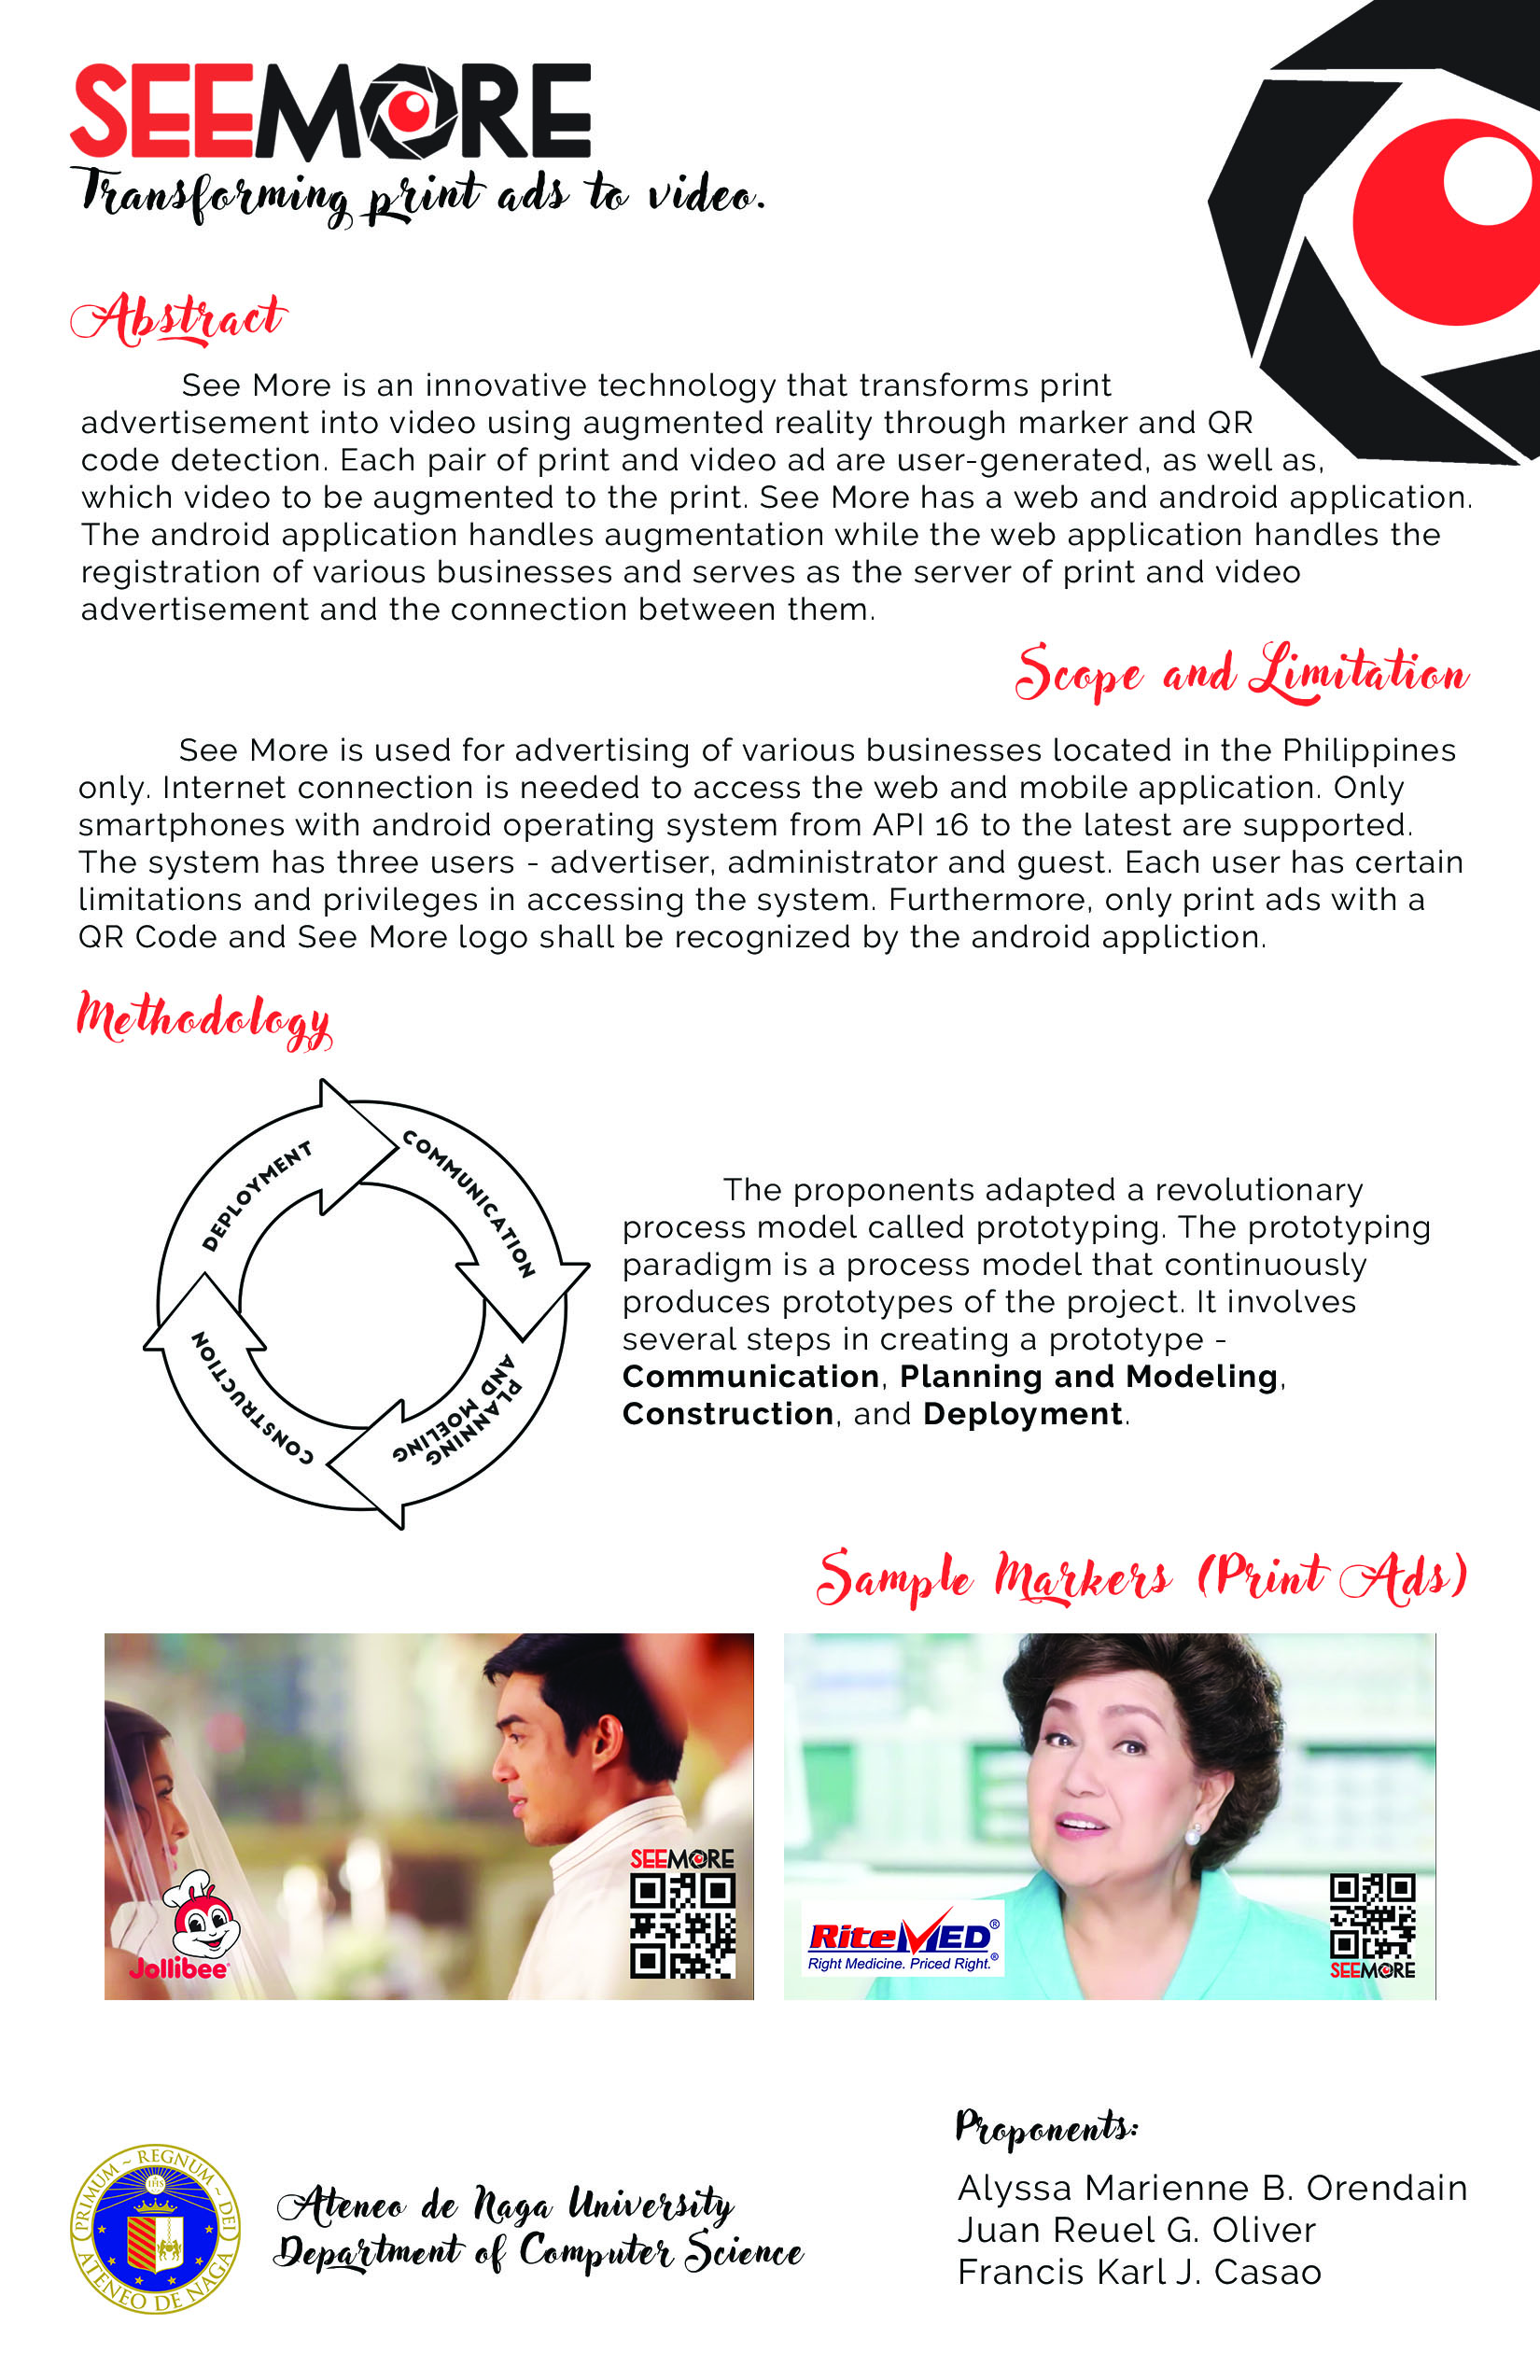 SEEMORE
Transforming print ads to video.
Abstract
See More is an innovative technology that transforms print
advertisement into video using augmented reality through marker and QR
code detection. Each pair of print and video ad are user-generated, as well as,
which video to be augmented to the print. See More has a web and android application.
The android application handles augmentation while the web application handles the
registration of various businesses and serves as the server of print and video
advertisement and the connection between them.
Scope and Limitation
See More is used for advertising of various businesses located in the Philippines
only. Internet connection is needed to access the web and mobile application. Only
smartphones with android operating system from API 16 to the latest are supported.
The system has three users - advertiser, administrator and guest. Each user has certain
limitations and privileges in accessing the system. Furthermore, only print ads with a
QR Code and See More logo shall be recognized by the android appliction.
Methodology
DEPLOYMENT
COMMUNICATION
PLANNING
AND MOELING
CONSTRUCTION
The proponents adapted a revolutionary
process model called prototyping. The prototyping
paradigm is a process model that continuously
produces prototypes of the project. It involves
several steps in creating a prototype -
Communication, Planning and Modeling,
Construction, and Deployment.
Sample Markers (Print Ads)
SEEMORE
Jollibee
RiteMED®
Right Medicine. Priced Right.®
SEEMORE
Proponents:
Alyssa Marienne B. Orendain
Juan Reuel G. Oliver
Francis Karl J. Casao
PRIMUM ~ REGNUM ~ DEI
IHS
ATENEO DE NAGA
Ateneo de Naga University
Department of Computer Science